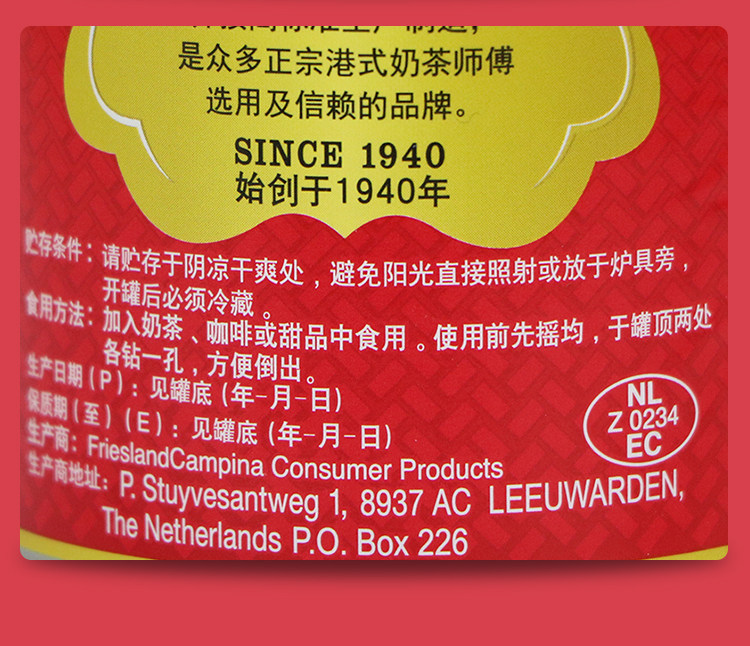 是众多正宗港式奶茶师傅
选用及信赖的品牌。
SINCE 1940
始创于1940年
贮存条件：请贮存于阴凉干爽处，避免阳光直接照射或放于炉具旁，
开罐后必须冷藏。
食用方法：加入奶茶、咖啡或甜品中食用。使用前先摇均，于罐顶两处
各钻一孔，方便倒出。
生产日期（P）：见罐底（年-月-日）
保质期（至）（E）：见罐底（年-月-日）
生产商：FrieslandCampina Consumer Products
生产商地址：P. Stuyvesantweg 1, 8937 AC LEEUWARDEN,
The Netherlands P.O. Box 226
NL
Z 0234
EC